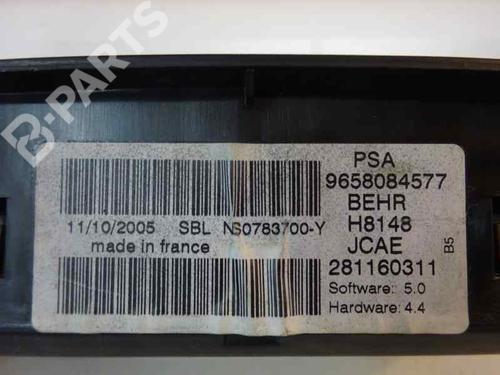 B-PARTS
PSA
9658084577
BEHR
H8148
JCAE
281160311
Software: 5.0
Hardware: 4.4
B5
11/10/2005 SBL NS0783700-Y
made in france